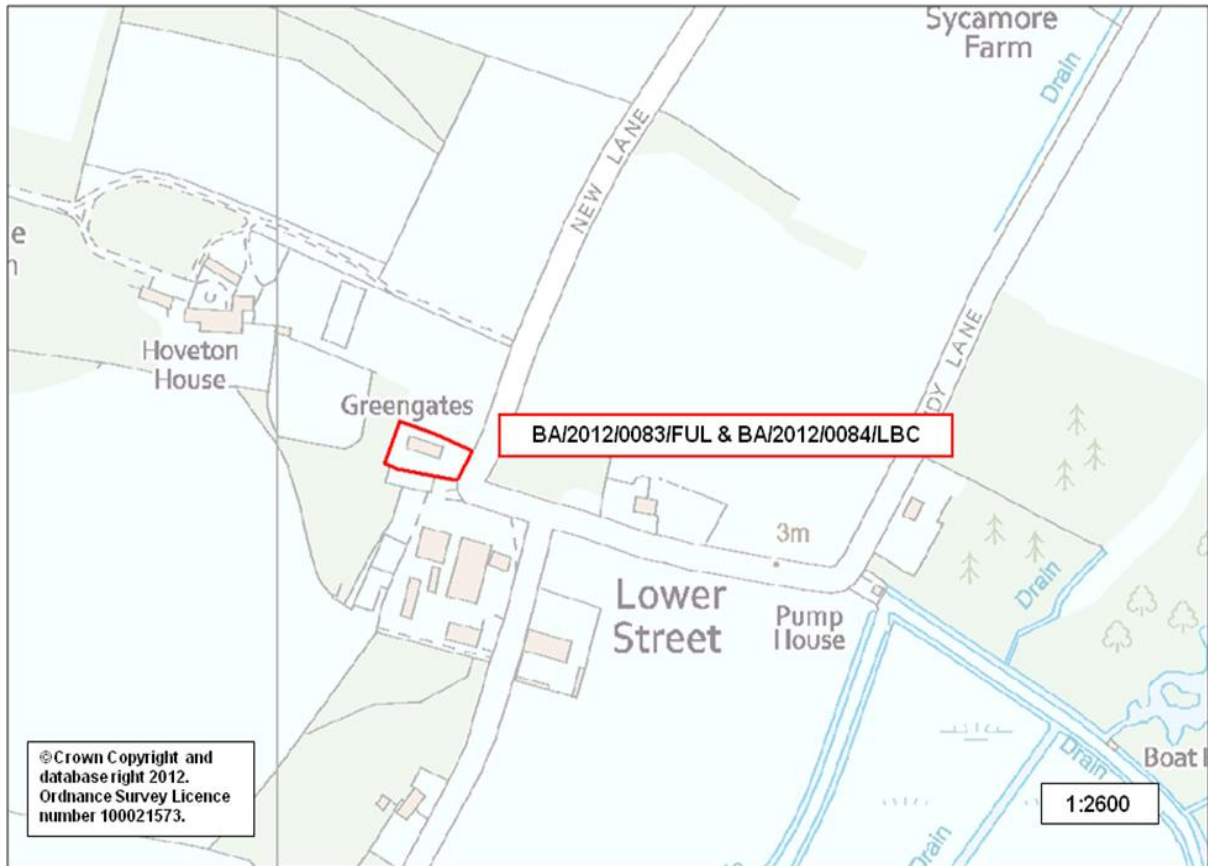 Sycamore
Farm
Drain
NEW LANE
e
n
Hoveton
House
Greengates
BA/2012/0083/FUL & BA/2012/0084/LBC
DY LANE
3m
Lower
Street
Pump
House
Drain
Drain
Drain
Boat
©Crown Copyright and
database right 2012.
Ordnance Survey Licence
number 100021573.
1:2600